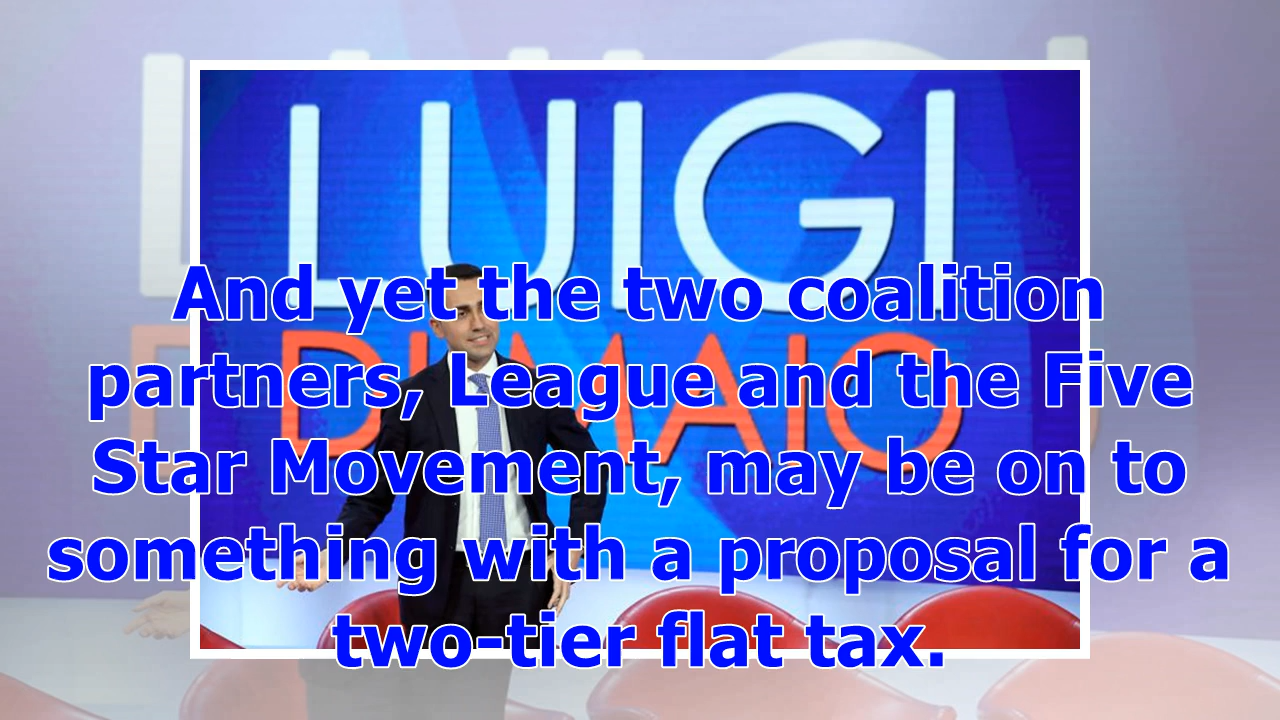 LUIGI
DI MAIO
And yet the two coalition
partners, League and the Five
Star Movement, may be on to
something with a proposal for a
two-tier flat tax.